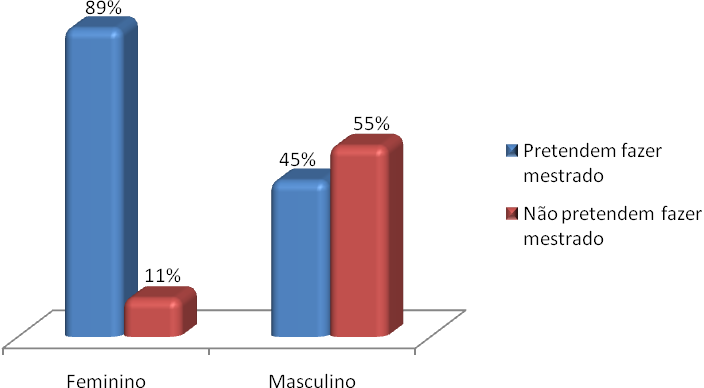 89%
11%
45%
55%
Pretendem fazer
mestrado
Não pretendem fazer
mestrado
Feminino
Masculino